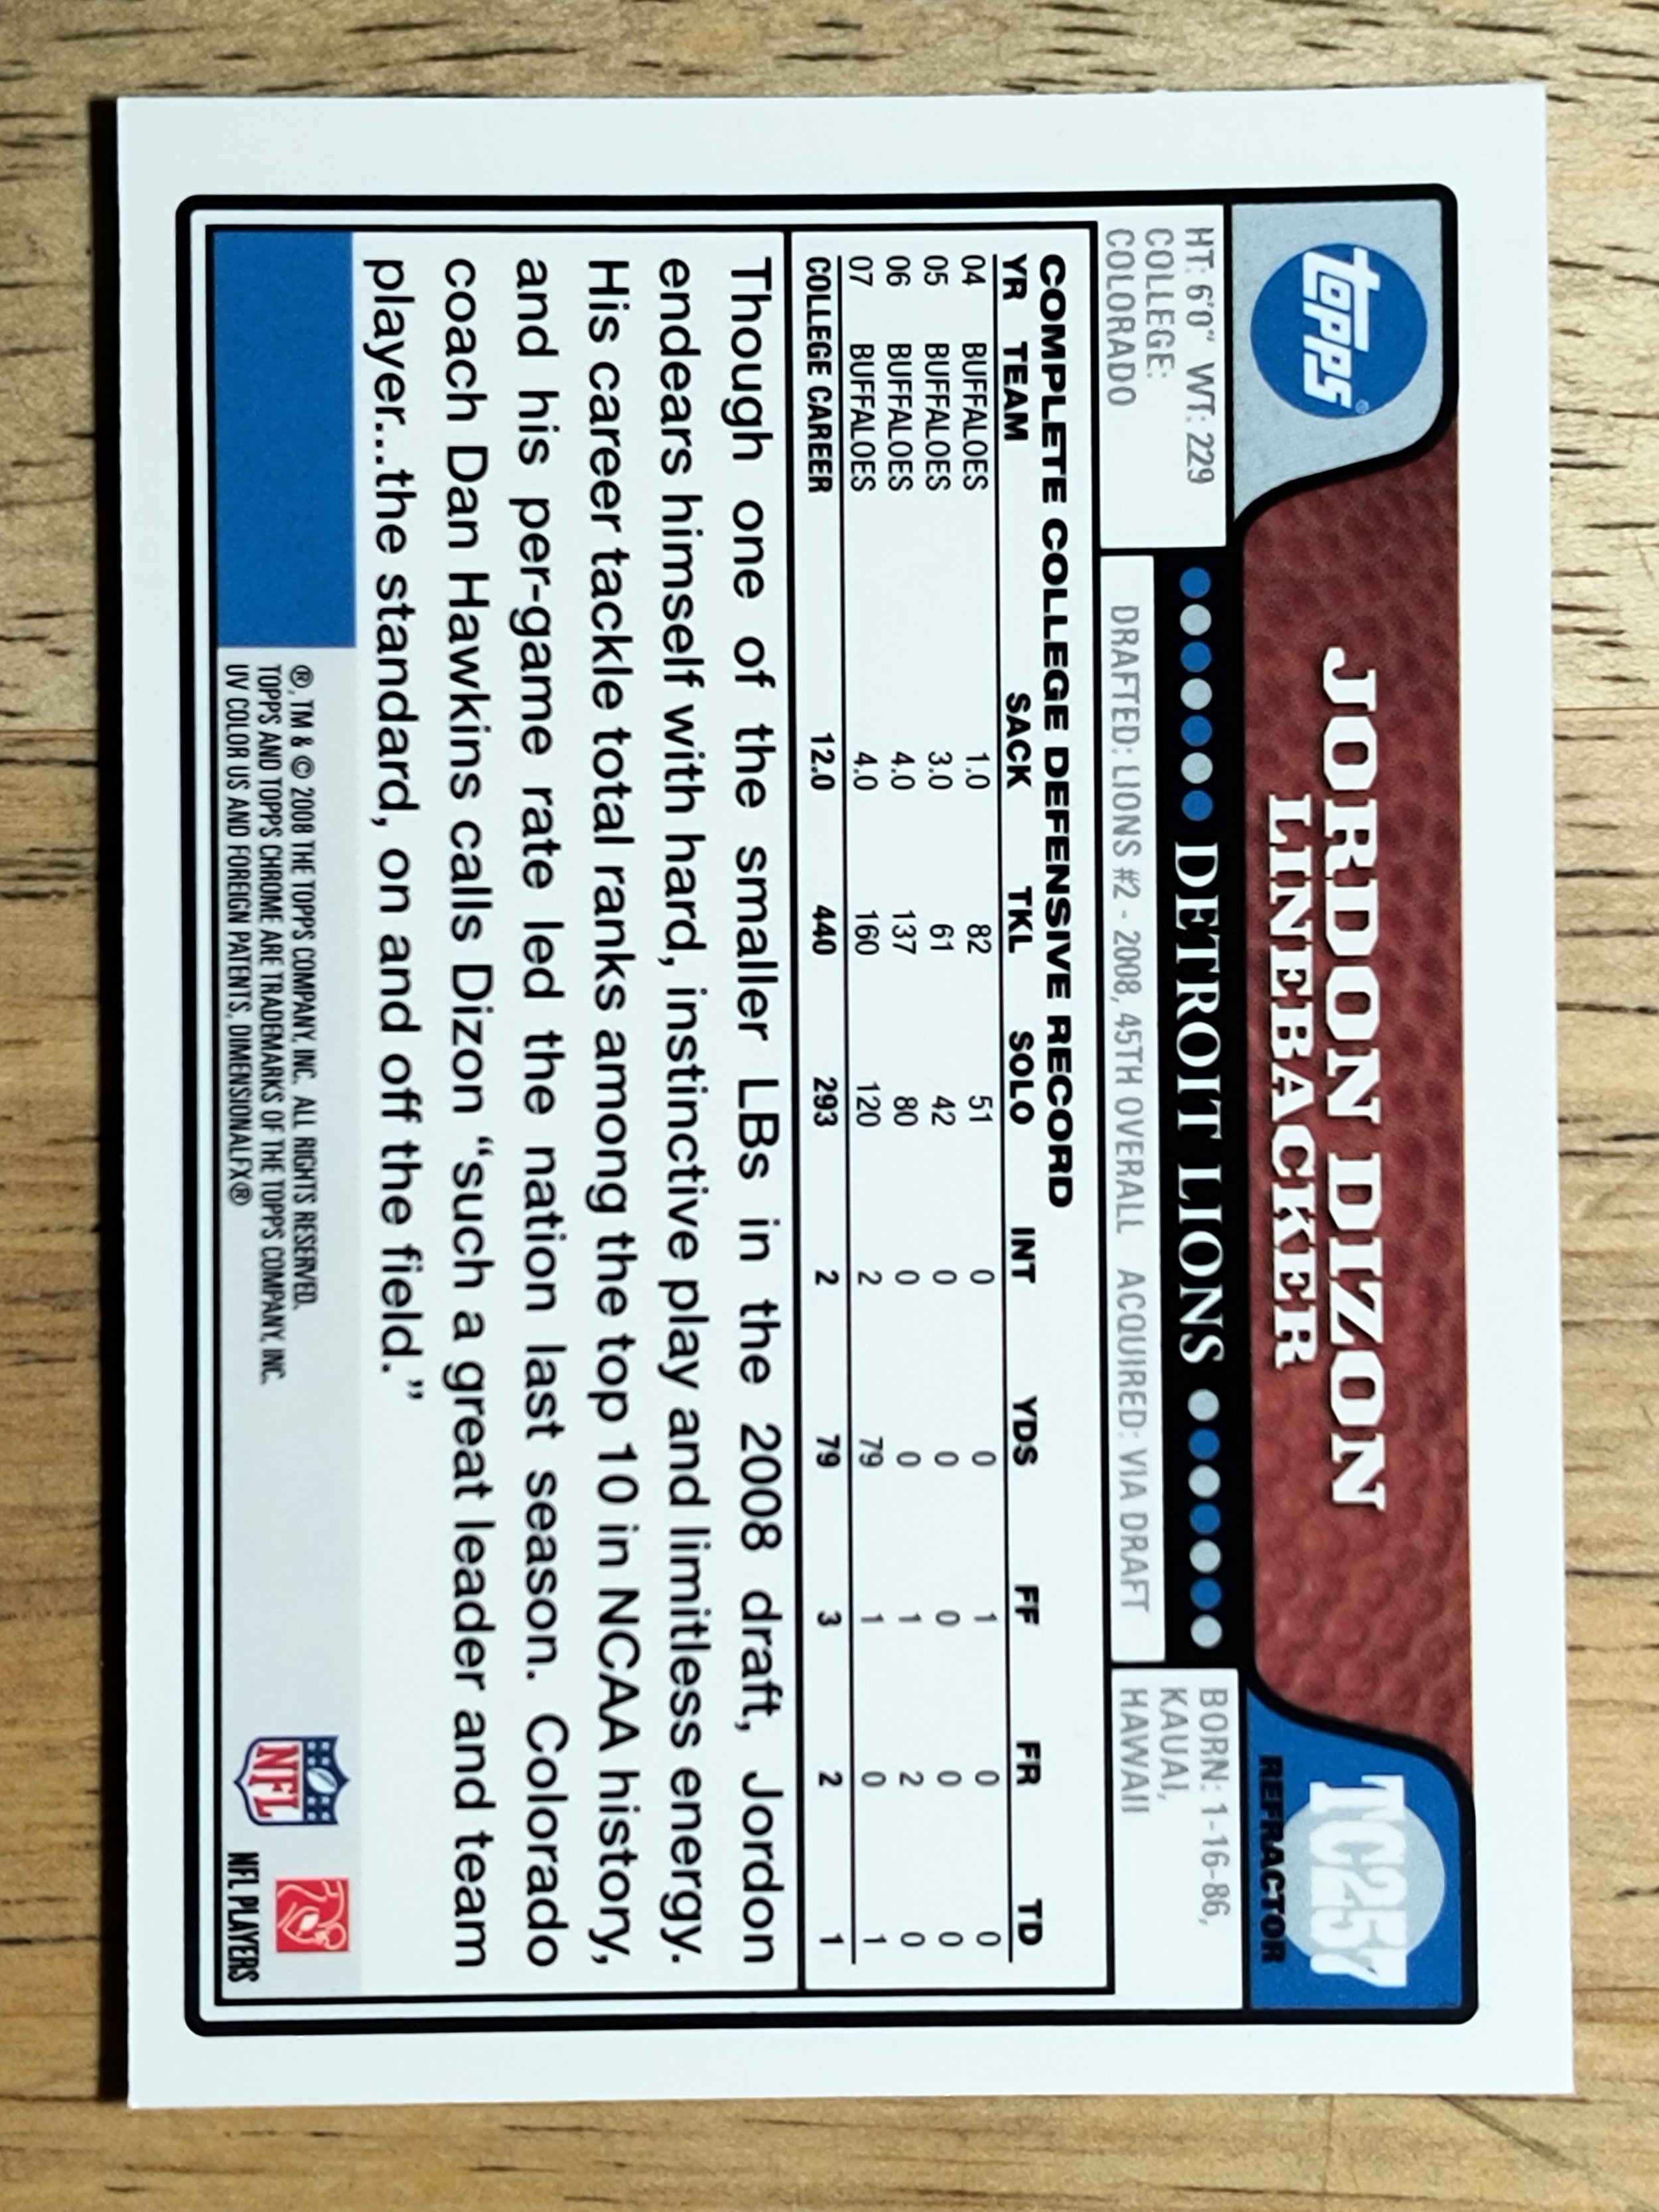 topps®
JORDON DIZON
LINEBACKER
TC257
REFRACTOR
HT: 6'0" WT: 229
COLLEGE:
COLORADO
DETROIT LIONS
DRAFTED: LIONS #2 - 2008, 45TH OVERALL ACQUIRED: VIA DRAFT
BORN: 1-16-86,
KAUAI,
HAWAII
COMPLETE COLLEGE DEFENSIVE RECORD
YR TEAM SACK TKL SOLO INT YDS FF FR TD
04 BUFFALOES 1.0 82 51 0 0 1 0 0
05 BUFFALOES 3.0 61 42 0 0 0 0 0
06 BUFFALOES 4.0 137 80 0 0 1 2 0
07 BUFFALOES 4.0 160 120 2 79 1 0 1
COLLEGE CAREER 12.0 440 293 2 79 3 2 1
Though one of the smaller LBs in the 2008 draft, Jordon
endears himself with hard, instinctive play and limitless energy.
His career tackle total ranks among the top 10 in NCAA history,
and his per-game rate led the nation last season. Colorado
coach Dan Hawkins calls Dizon “such a great leader and team
player...the standard, on and off the field.”
®, TM & © 2008 THE TOPPS COMPANY, INC. ALL RIGHTS RESERVED.
TOPPS AND TOPPS CHROME ARE TRADEMARKS OF THE TOPPS COMPANY, INC.
UV COLOR US AND FOREIGN PATENTS, DIMENSIONALFX®
NFL
NFL PLAYERS